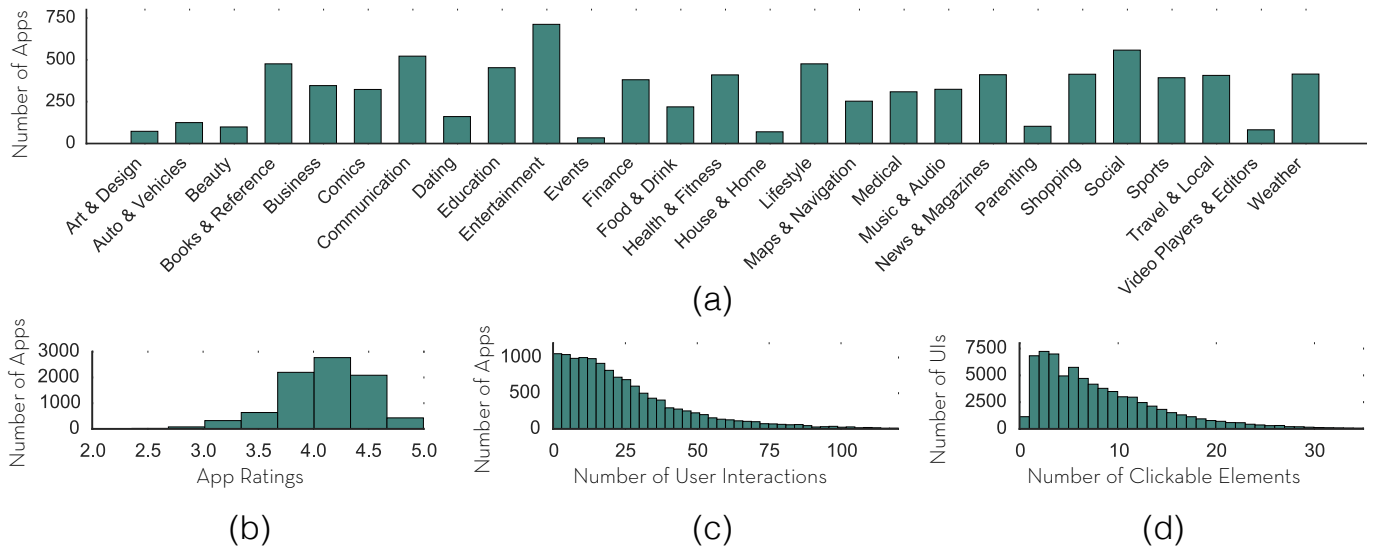 Number of Apps
750
500
250
0
Art & Design
Auto & Vehicles
Beauty
Books & Reference
Business
Comics
Communication
Dating
Education
Entertainment
Events
Finance
Food & Drink
Health & Fitness
House & Home
Lifestyle
Maps & Navigation
Medical
Music & Audio
News & Magazines
Parenting
Shopping
Social
Sports
Travel & Local
Video Players & Editors
Weather
(a)
Number of Apps
3000
2000
1000
0
2.0 2.5 3.0 3.5 4.0 4.5 5.0
App Ratings
(b)
Number of Apps
1000
500
0
0 25 50 75 100
Number of User Interactions
(c)
Number of UIs
7500
5000
2500
0
0 10 20 30
Number of Clickable Elements
(d)